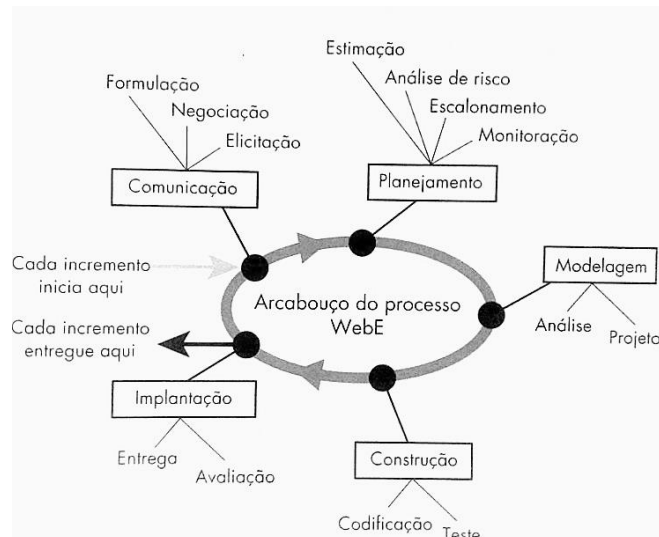 Estimação
Análise de risco
Escalonamento
Monitoração
Planejamento
Formulação
Negociação
Elicitação
Comunicação
Cada incremento
inicia aqui
Arcabouço do processo
WebE
Modelagem
Análise
Projeto
Cada incremento
entregue aqui
Implantação
Entrega
Avaliação
Construção
Codificação
Teste